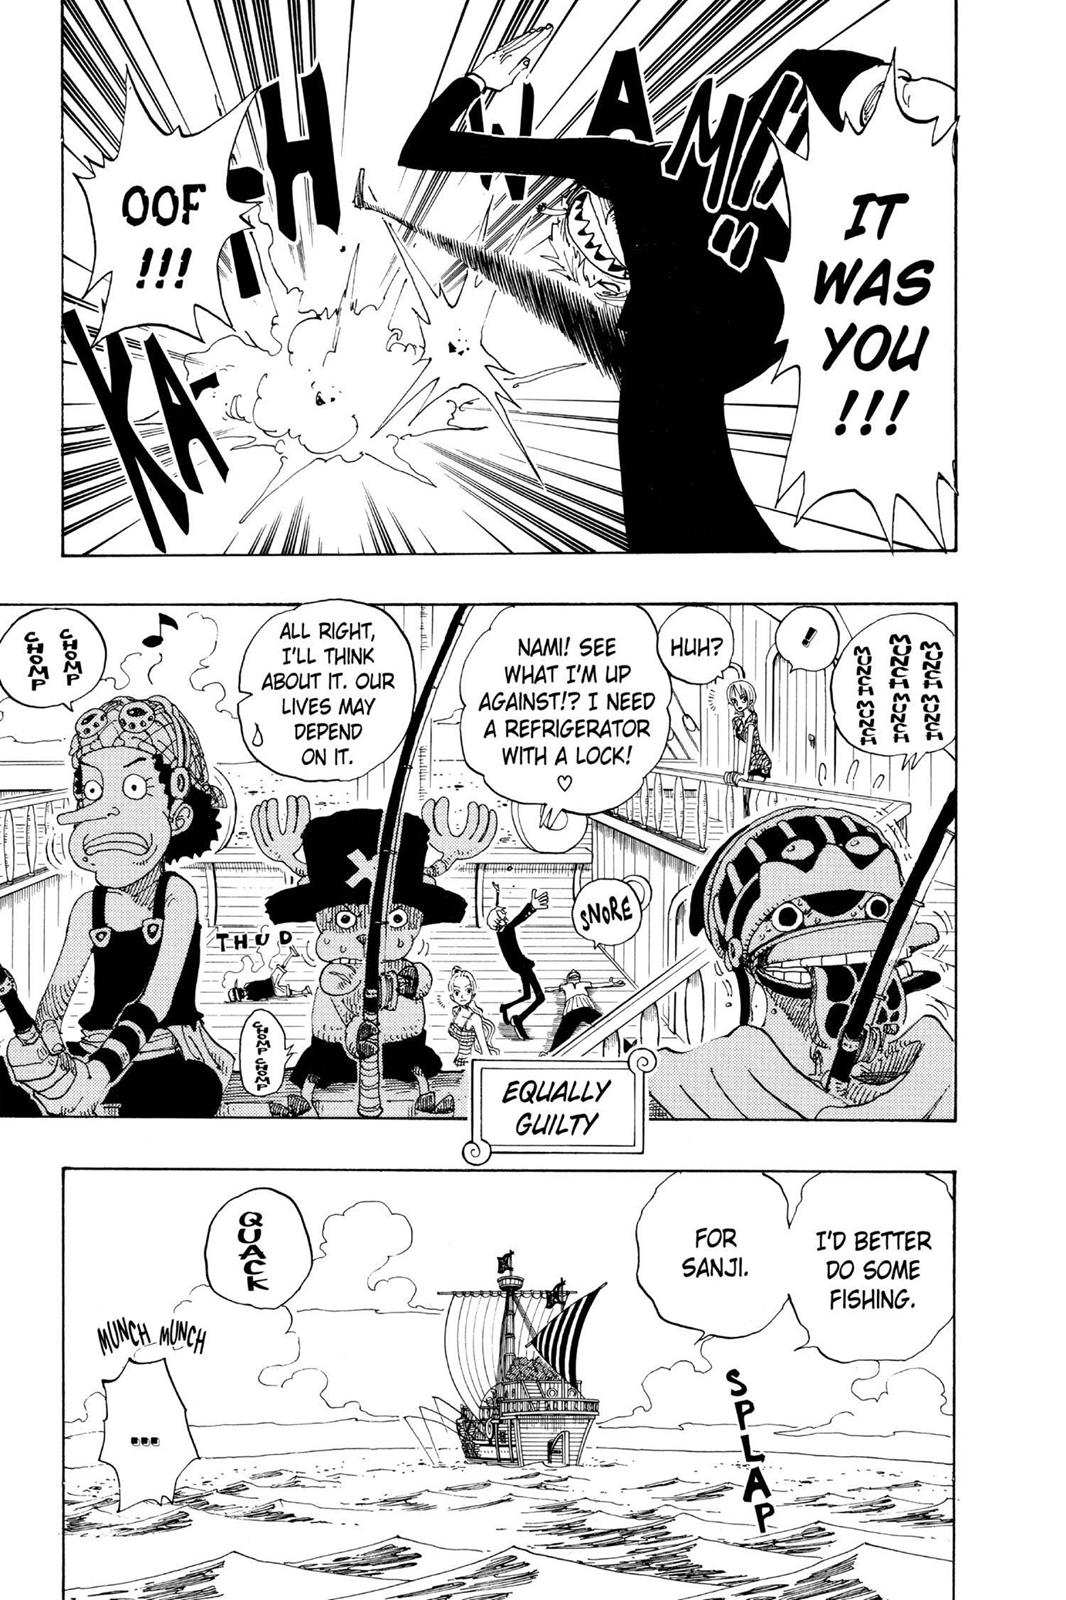 IT
WAS
YOU
!!!
KA-
THWAMM!!
OOF
!!!
MUNCH MUNCH
MUNCH MUNCH
MUNCH MUNCH
!
HUH?
NAMI! SEE
WHAT I'M UP
AGAINST!? I NEED
A REFRIGERATOR
WITH A LOCK!
♡
ALL RIGHT,
I'LL THINK
ABOUT IT. OUR
LIVES MAY
DEPEND
ON IT.
CHOMP
CHOMP
SNORE
THUD
CHOMP CHOMP
CHOMP
EQUALLY
GUILTY
I'D BETTER
DO SOME
FISHING.
FOR
SANJI.
QUACK
MUNCH MUNCH
...
SPLAP